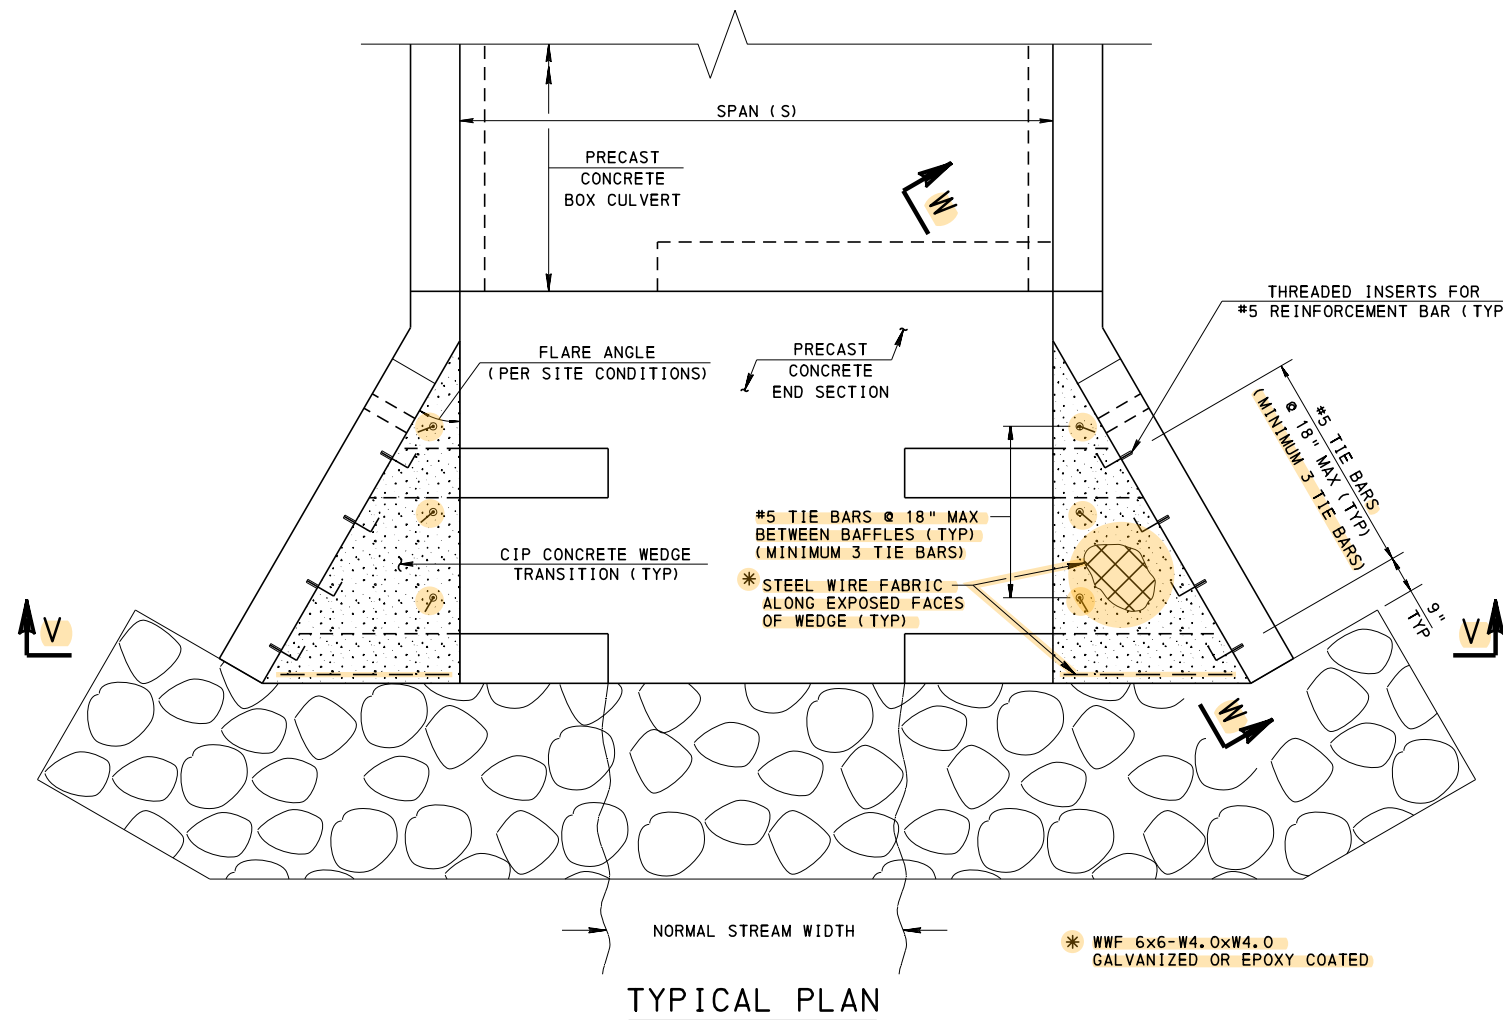 SPAN (S)
PRECAST
CONCRETE
BOX CULVERT
W
THREADED INSERTS FOR
#5 REINFORCEMENT BAR (TYP
FLARE ANGLE
(PER SITE CONDITIONS)
PRECAST
CONCRETE
END SECTION
#5 TIE BARS
@ 18" MAX (TYP)
(MINIMUM 3 TIE BARS)
9"
TYP
#5 TIE BARS @ 18" MAX
BETWEEN BAFFLES (TYP)
(MINIMUM 3 TIE BARS)
CIP CONCRETE WEDGE
TRANSITION (TYP)
* STEEL WIRE FABRIC
ALONG EXPOSED FACES
OF WEDGE (TYP)
V
V
W
NORMAL STREAM WIDTH
* WWF 6x6-W4.0xW4.0
GALVANIZED OR EPOXY COATED
TYPICAL PLAN